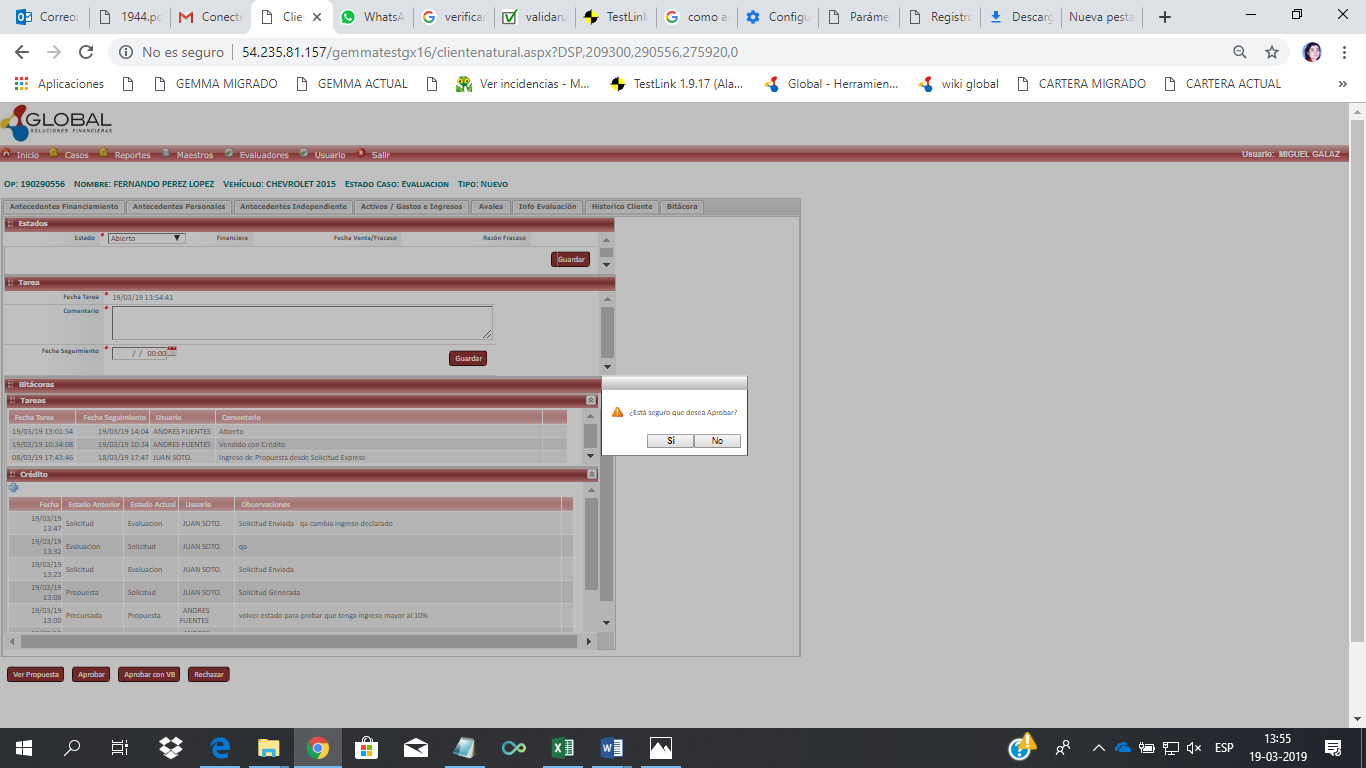 Correo:
1944.pd
Conecte
Clien
WhatsA
verificar
validaru
TestLink
como a
Configu
Paráme
Registro
Descarg
Nueva pesta
No es seguro | 54.235.81.157/gemmatestgx16/clientenatural.aspx?DSP,209300,290556,275920,0
Aplicaciones
GEMMA MIGRADO
GEMMA ACTUAL
Ver incidencias - M...
TestLink 1.9.17 (Ala...
Global - Herramien...
wiki global
CARTERA MIGRADO
CARTERA ACTUAL
»
GLOBAL
SOLUCIONES FINANCIERAS
Inicio Casos Reportes Maestros Evaluadores Usuario Salir
Usuario: MIGUEL GALAZ
OP: 190290556 NOMBRE: FERNANDO PEREZ LOPEZ VEHÍCULO: CHEVROLET 2015 ESTADO CASO: EVALUACION TIPO: NUEVO
Antecedentes Financiamiento Antecedentes Personales Antecedentes Independiente Activos / Gastos e Ingresos Avales Info Evaluación Historico Cliente Bitácora
Estados
Estado * Abierto Financiera Fecha Venta/Fracaso Razón Fracaso
Guardar
Tarea
Fecha Tarea * 19/03/19 13:54:41
Comentario *
Fecha Seguimiento * / / 00:00
Guardar
Bitácoras
Tareas
Fecha Tarea Fecha Seguimiento Usuario Comentario
19/03/19 13:01:54 19/03/19 14:04 ANDRES FUENTES Abierto
19/03/19 10:34:08 19/03/19 10:34 ANDRES FUENTES Vendido con Crédito
08/03/19 17:43:46 18/03/19 17:47 JUAN SOTO. Ingreso de Propuesta desde Solicitud Express
¿Está seguro que desea Aprobar?
Sí No
Crédito
Fecha Estado Anterior Estado Actual Usuario Observaciones
19/03/19 13:47 Solicitud Evaluacion JUAN SOTO. Solicitud Enviada - qa cambia ingreso declarado
19/03/19 13:32 Evaluacion Solicitud JUAN SOTO. qa
19/03/19 13:23 Solicitud Evaluacion JUAN SOTO. Solicitud Enviada
19/03/19 13:08 Propuesta Solicitud JUAN SOTO. Solicitud Generada
19/03/19 13:00 Precursada Propuesta ANDRES FUENTES volver estado para probar que tenga ingreso mayor al 10%
Ver Propuesta Aprobar Aprobar con VB Rechazar
ESP
13:55
19-03-2019